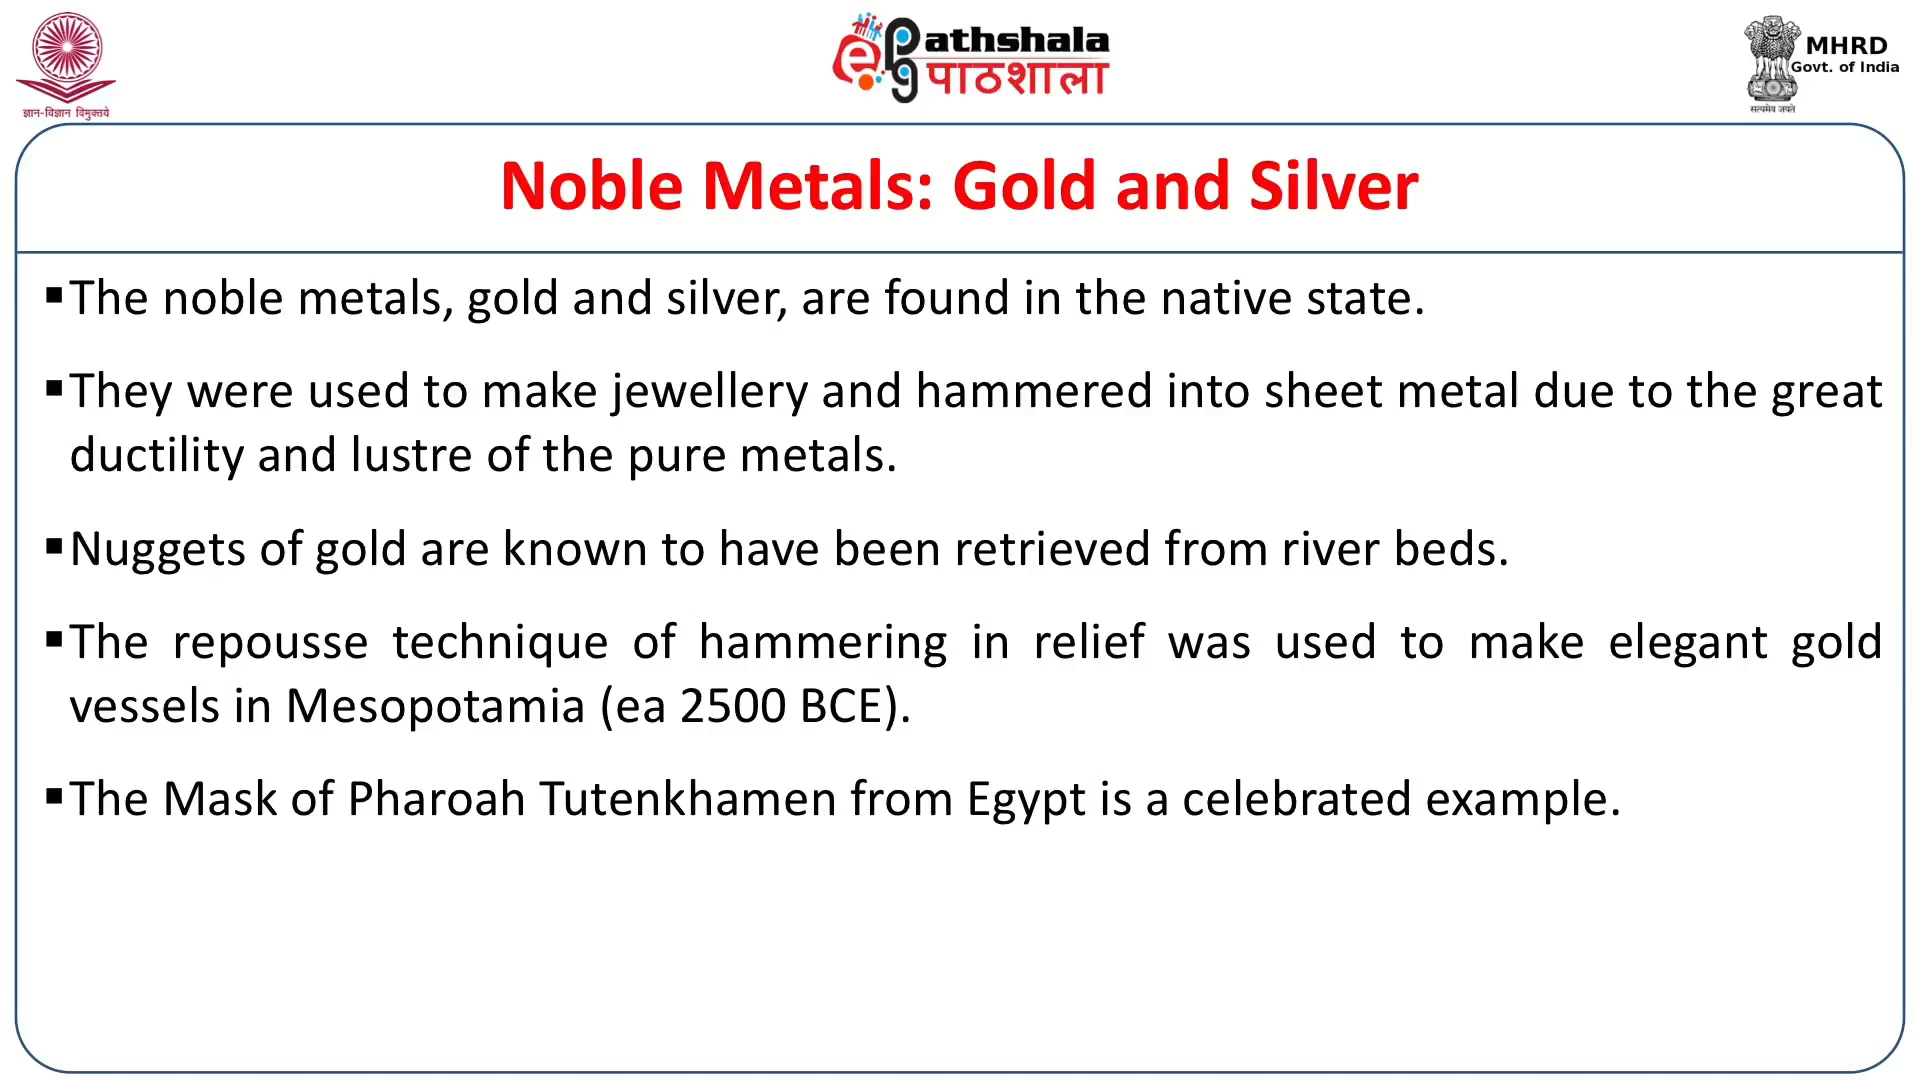 ज्ञान-विज्ञान विमुक्तये
e Pg athshala
पाठशाला
MHRD
Govt. of India
सत्यमेव जयते
Noble Metals: Gold and Silver
▪The noble metals, gold and silver, are found in the native state.
▪They were used to make jewellery and hammered into sheet metal due to the great
ductility and lustre of the pure metals.
▪Nuggets of gold are known to have been retrieved from river beds.
▪The repousse technique of hammering in relief was used to make elegant gold
vessels in Mesopotamia (ea 2500 BCE).
▪The Mask of Pharoah Tutenkhamen from Egypt is a celebrated example.